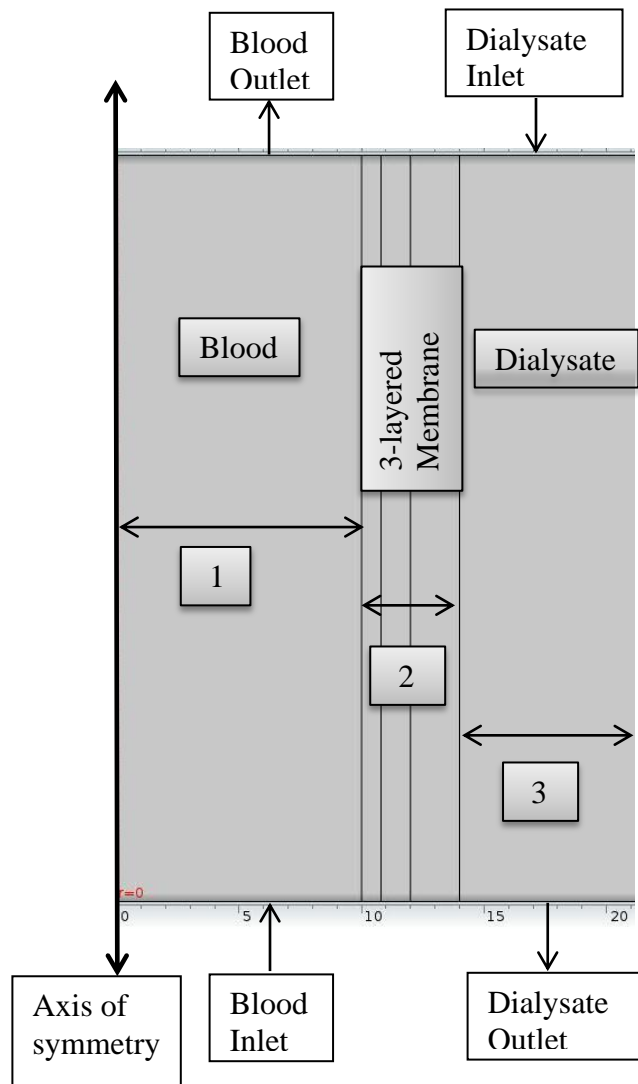 Blood
Outlet
Dialysate
Inlet
Blood
3-layered
Membrane
Dialysate
1
2
3
r=0
0
5
10
15
20
Axis of
symmetry
Blood
Inlet
Dialysate
Outlet